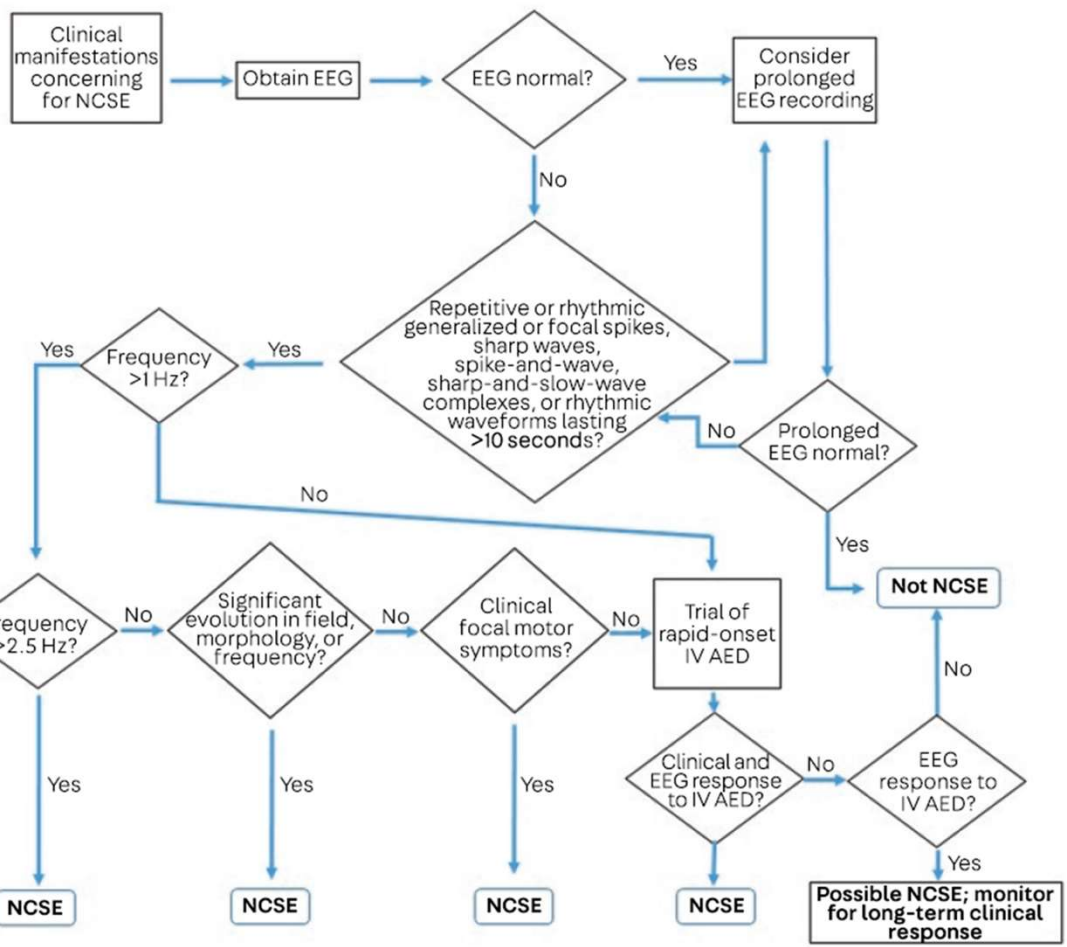 Clinical
manifestations
concerning
for NCSE
Obtain EEG
EEG normal?
Yes
Consider
prolonged
EEG recording
No
Repetitive or rhythmic
generalized or focal spikes,
sharp waves,
spike-and-wave,
sharp-and-slow-wave
complexes, or rhythmic
waveforms lasting
>10 seconds?
Yes
Frequency
>1 Hz?
Yes
No
Prolonged
EEG normal?
No
Yes
Not NCSE
equency
>2.5 Hz?
No
Significant
evolution in field,
morphology, or
frequency?
No
Clinical
focal motor
symptoms?
No
Trial of
rapid-onset
IV AED
Yes
Yes
Yes
Clinical and
EEG response
to IV AED?
No
EEG
response to
IV AED?
No
Yes
NCSE
NCSE
NCSE
NCSE
Possible NCSE; monitor
for long-term clinical
response